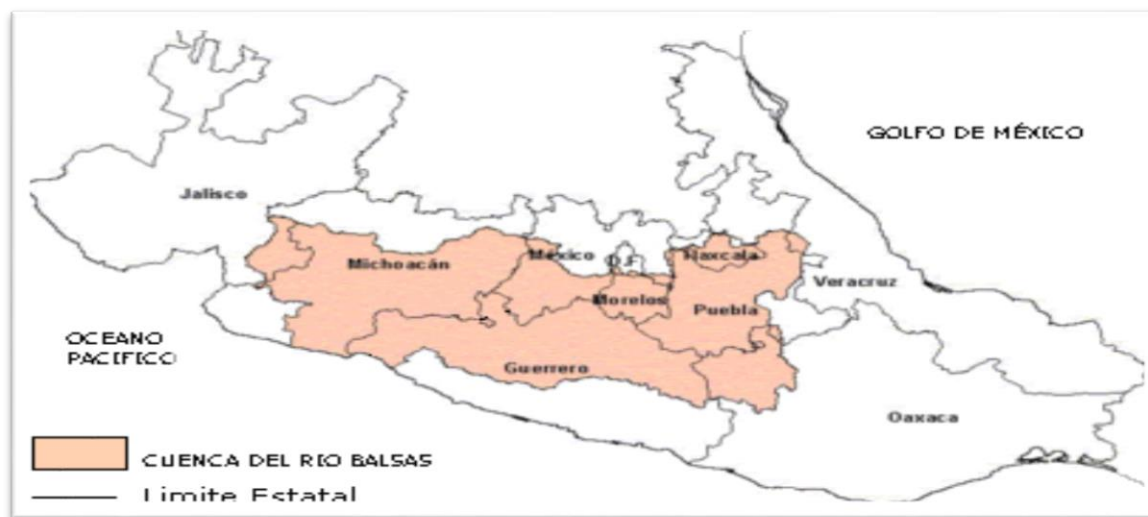 GOLFO DE MÉXICO
Jalisco
México
D.F
Tlaxcala
Michoacán
Morelos
Veracruz
Puebla
OCEANO
PACIFICO
Guerrero
Oaxaca
CUENCA DEL RIO BALSAS
Limite Estatal